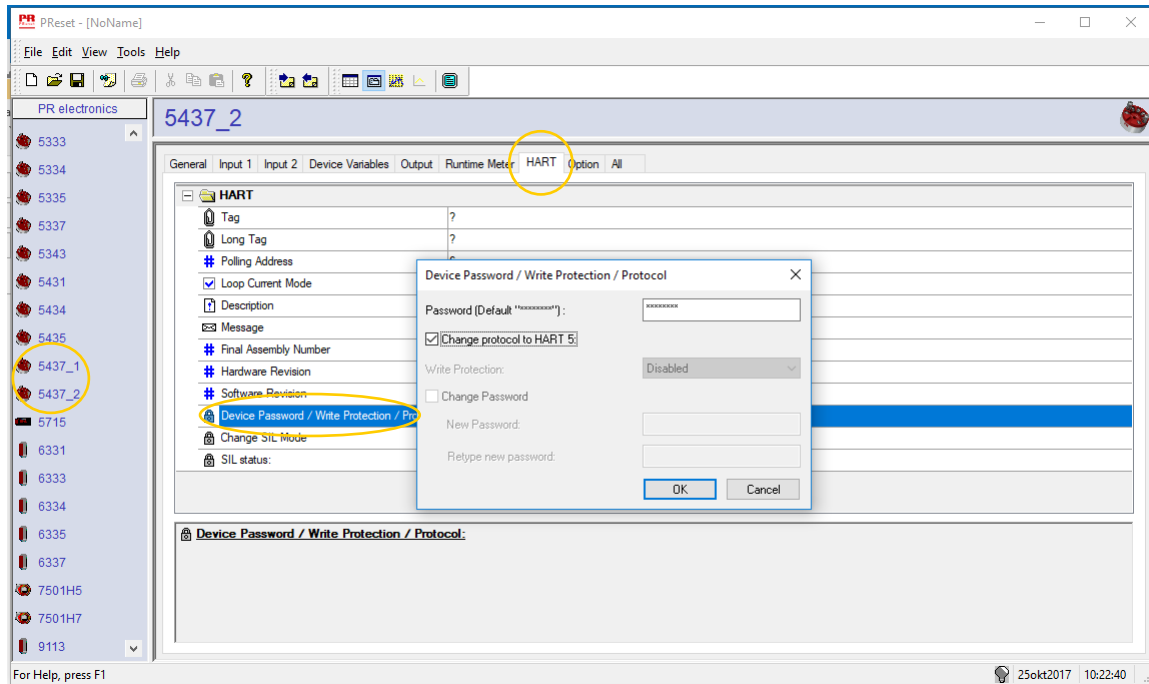 PR PReset - [NoName]
File Edit View Tools Help
PR electronics
5333
5334
5335
5337
5343
5431
5434
5435
5437_1
5437_2
5715
6331
6333
6334
6335
6337
7501H5
7501H7
9113
5437_2
General Input 1 Input 2 Device Variables Output Runtime Meter HART Option All
HART
Tag ?
Long Tag ?
Polling Address
Loop Current Mode
Description
Message
Final Assembly Number
Hardware Revision
Software Revision
Device Password / Write Protection / Pro
Change SIL Mode
SIL status:
Device Password / Write Protection / Protocol
Password (Default "********") : ********
Change protocol to HART 5:
Write Protection: Disabled
Change Password
New Password:
Retype new password:
OK Cancel
Device Password / Write Protection / Protocol:
For Help, press F1 25okt2017 10:22:40